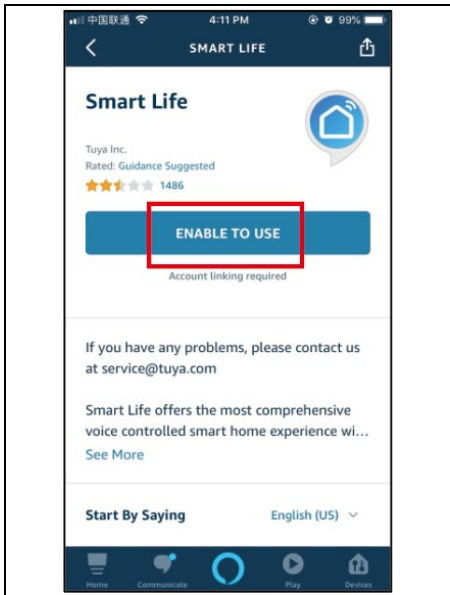 中国联通 4:11 PM 99%
SMART LIFE
Smart Life
Tuya Inc.
Rated: Guidance Suggested
1486
ENABLE TO USE
Account linking required
If you have any problems, please contact us
at service@tuya.com
Smart Life offers the most comprehensive
voice controlled smart home experience wi...
See More
Start By Saying English (US)
Home Communicate Play Devices